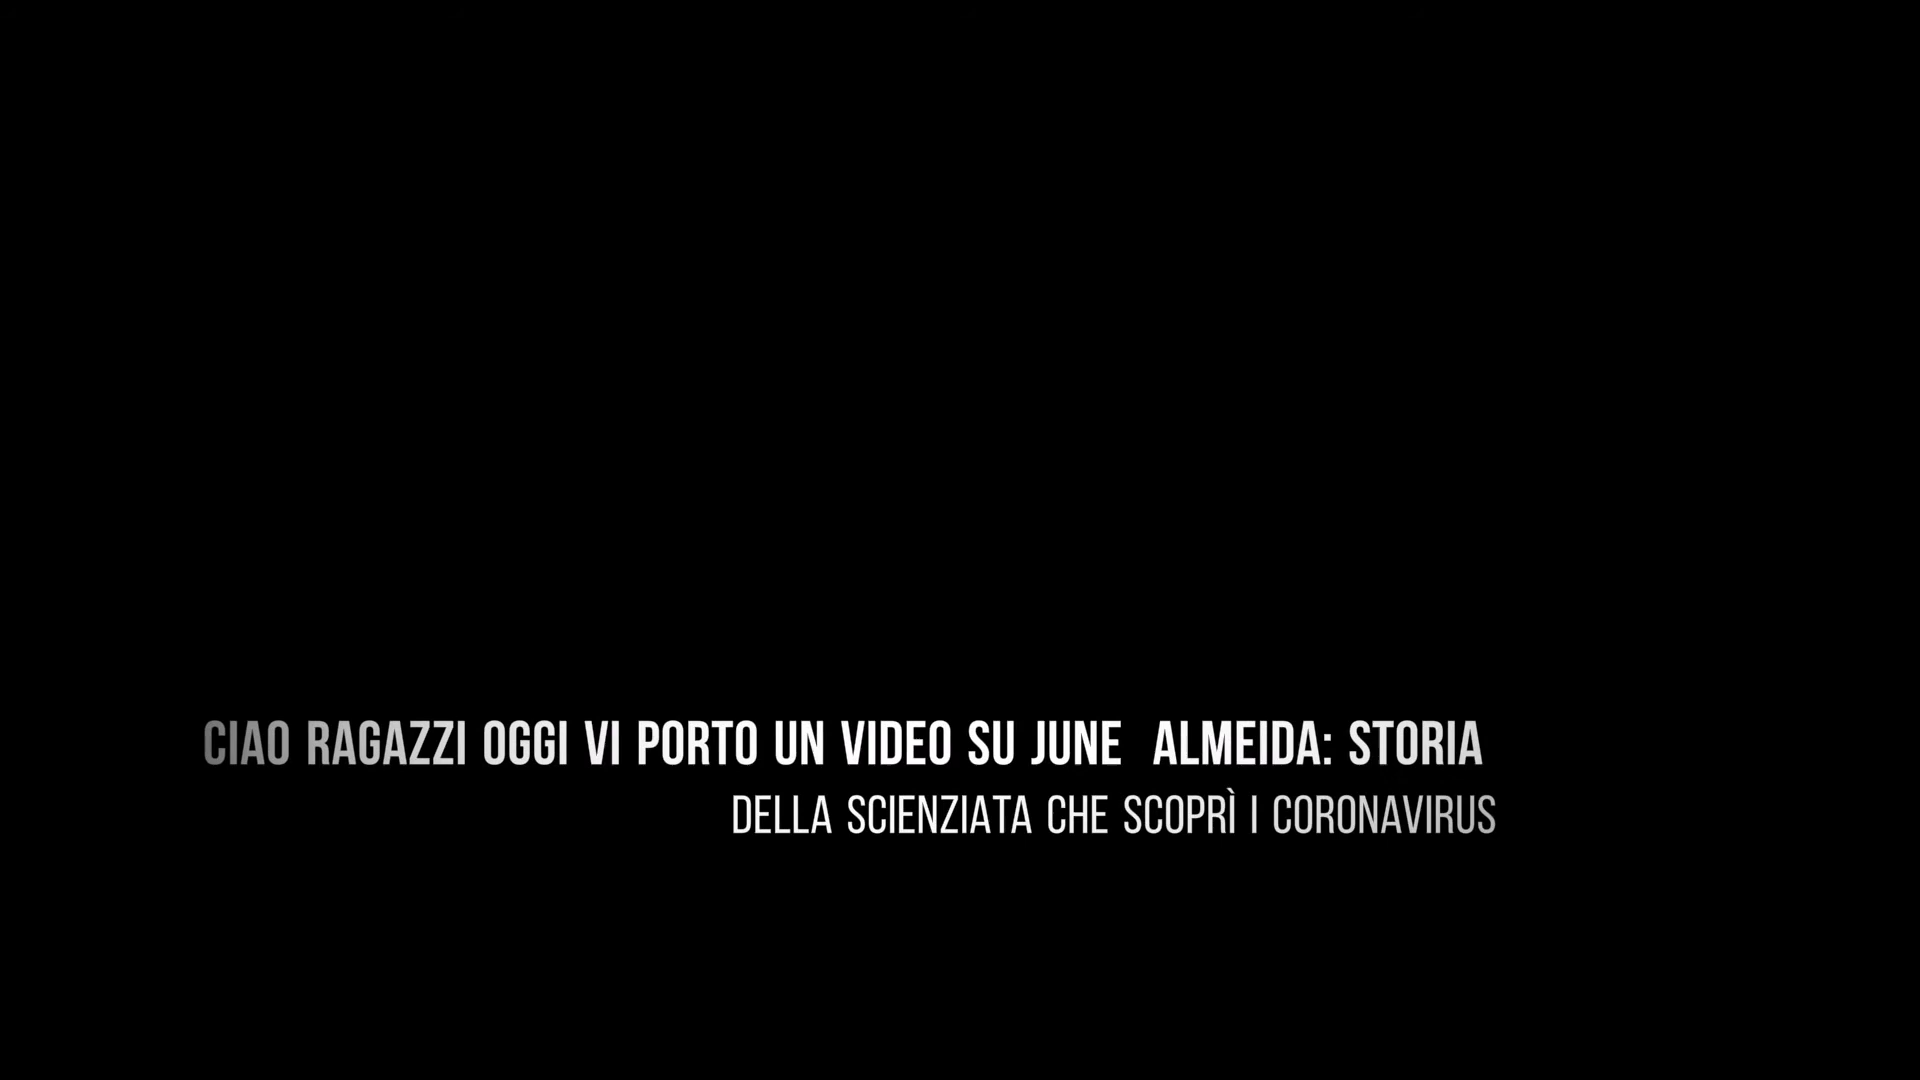 CIAO RAGAZZI OGGI VI PORTO UN VIDEO SU JUNE  ALMEIDA: STORIA
DELLA SCIENZIATA CHE SCOPRÌ I CORONAVIRUS